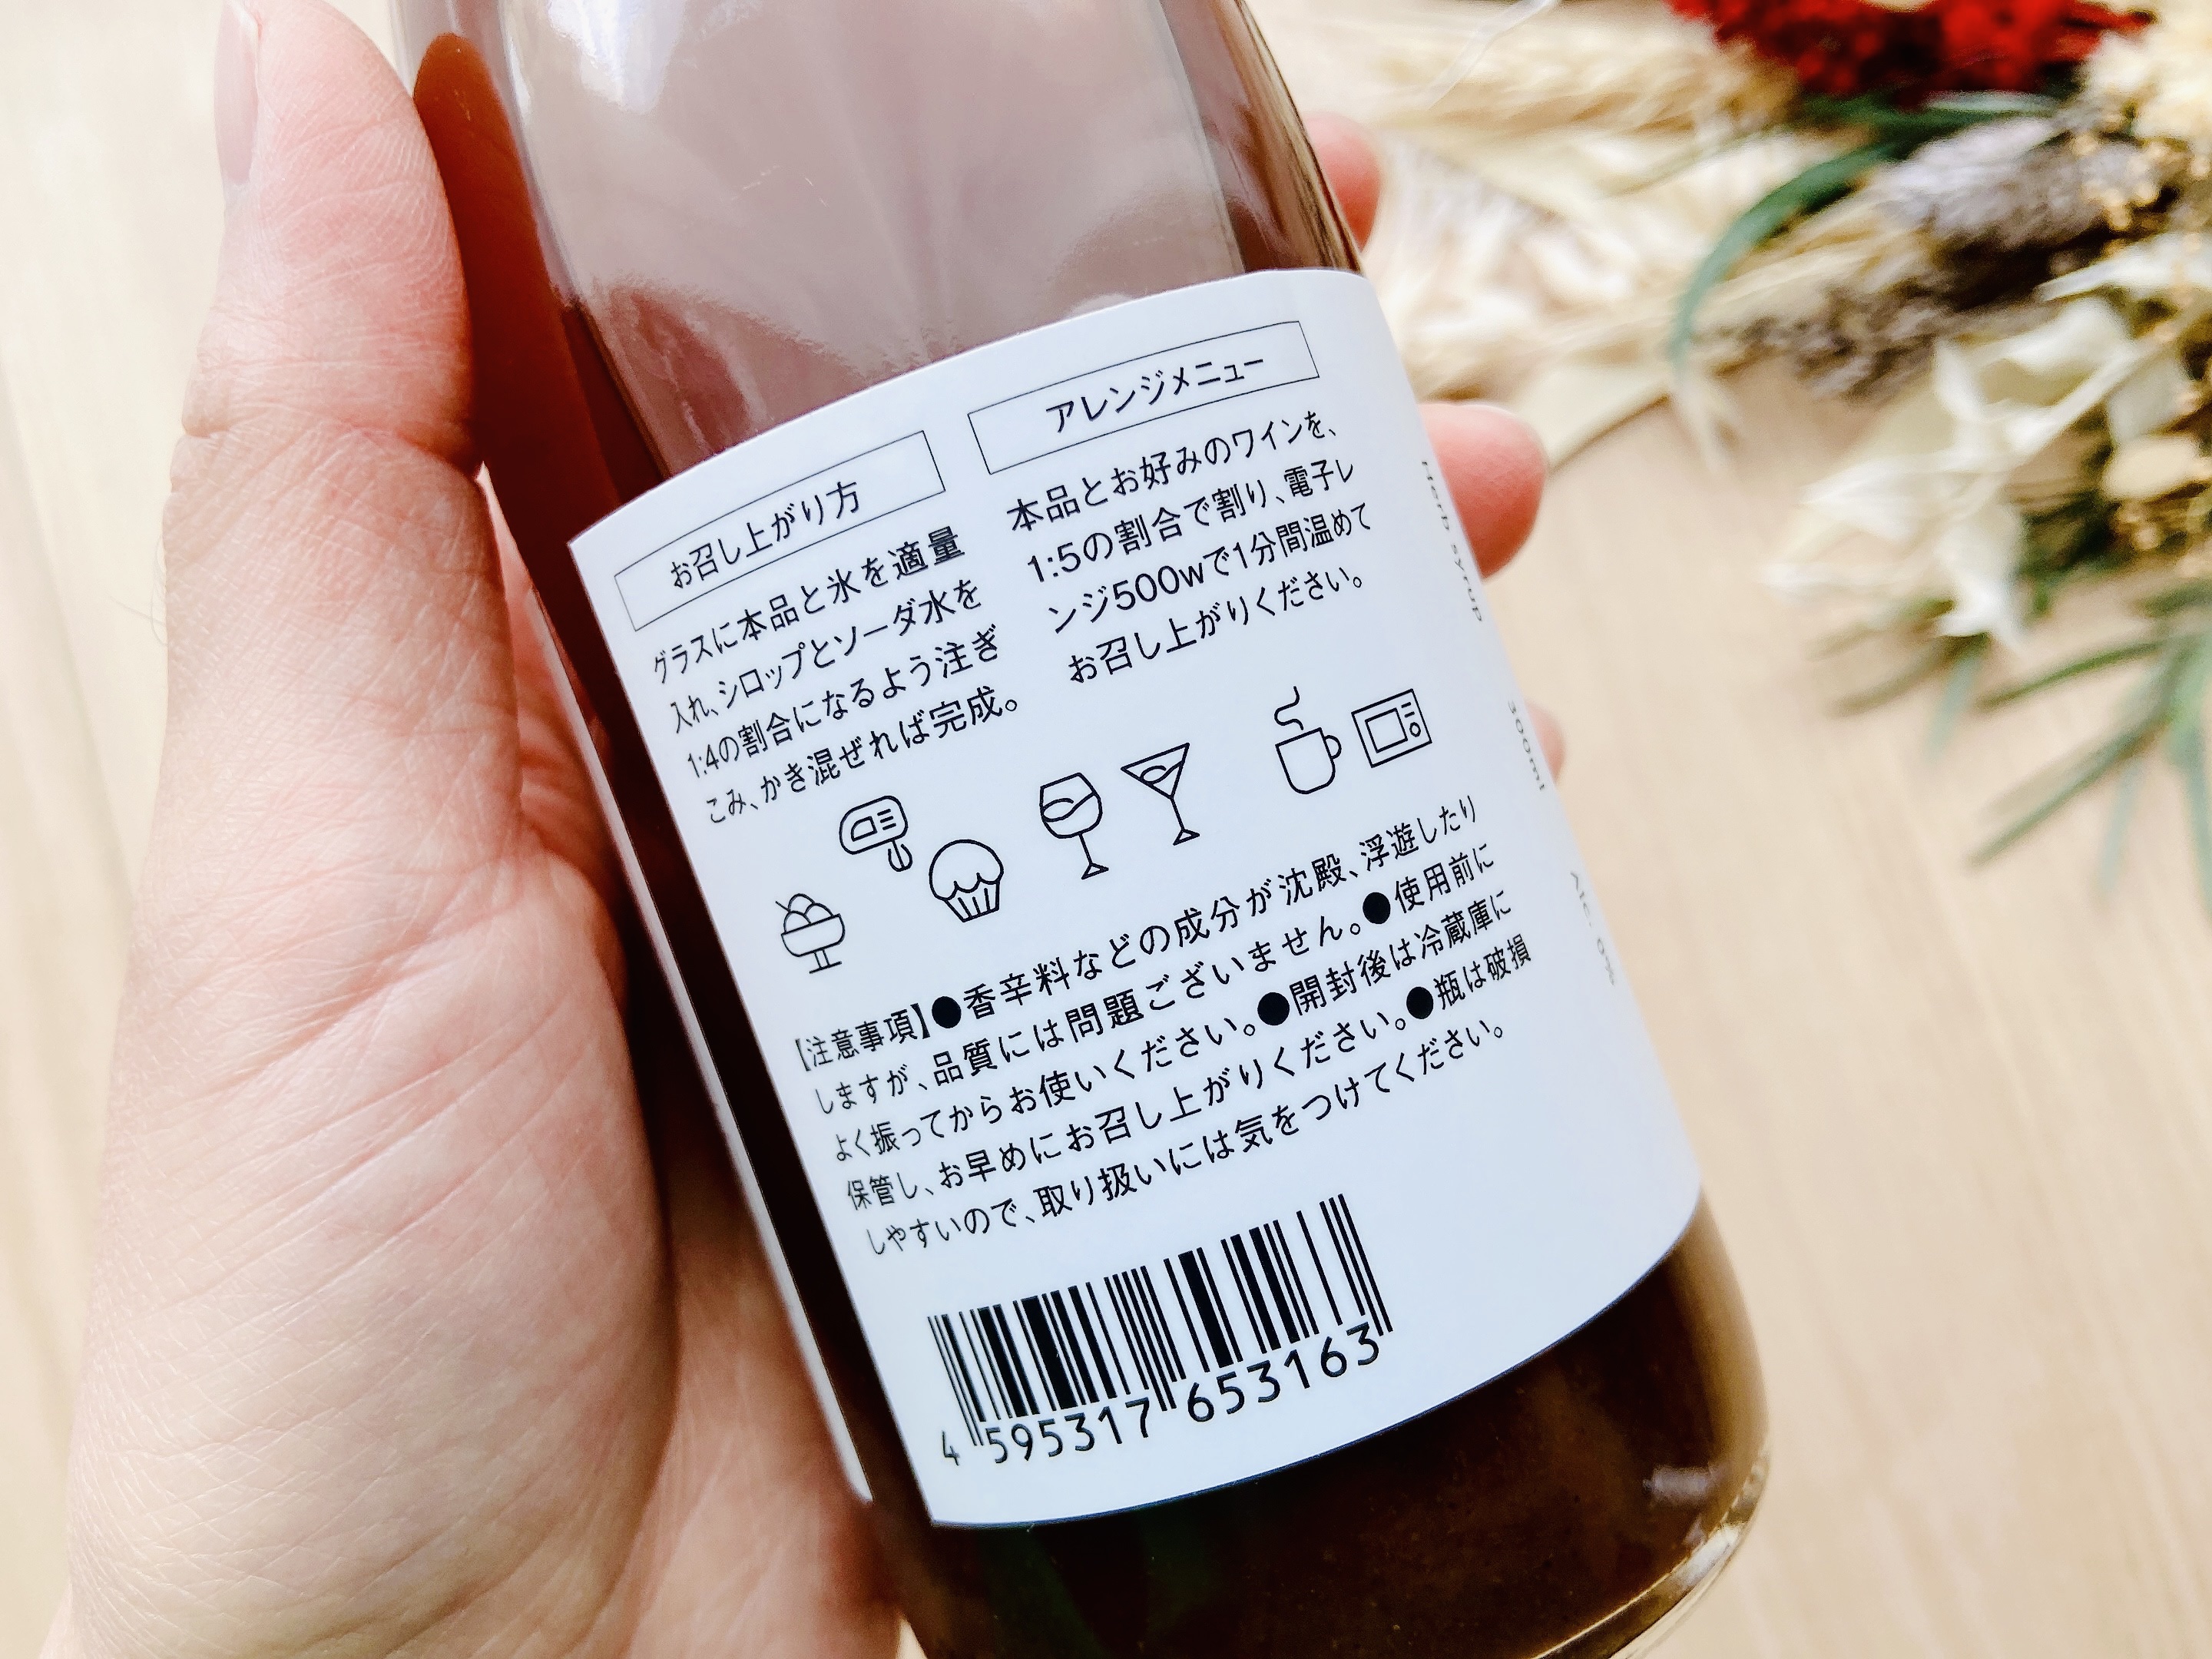 お召し上がり方
グラスに本品と氷を適量
入れ、シロップとソーダ水を
1:4の割合になるよう注ぎ
こみ、かき混ぜれば完成。
アレンジメニュー
本品とお好みのワインを、
1:5の割合で割り、電子レ
ンジ500wで1分間温めて
お召し上がりください。
【注意事項】●香辛料などの成分が沈殿、浮遊したり
しますが、品質には問題ございません。●使用前に
よく振ってからお使いください。●開封後は冷蔵庫に
保管し、お早めにお召し上がりください。●瓶は破損
しやすいので、取り扱いには気をつけてください。
4 595317 653163
Herb syrup
300ml
Alc. 0%